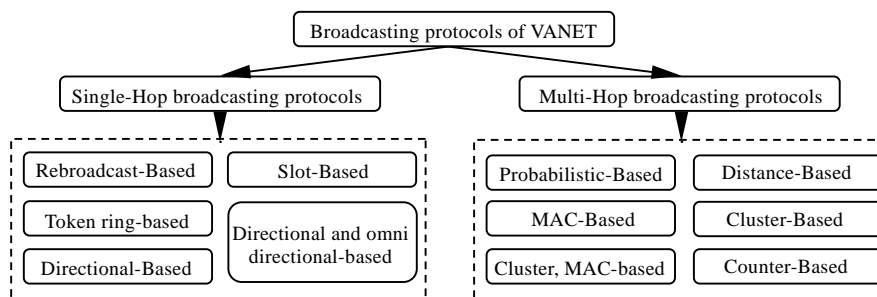 Broadcasting protocols of VANET
Single-Hop broadcasting protocols
Multi-Hop broadcasting protocols
Rebroadcast-Based
Slot-Based
Token ring-based
Directional and omni
directional-based
Directional-Based
Probabilistic-Based
Distance-Based
MAC-Based
Cluster-Based
Cluster, MAC-based
Counter-Based